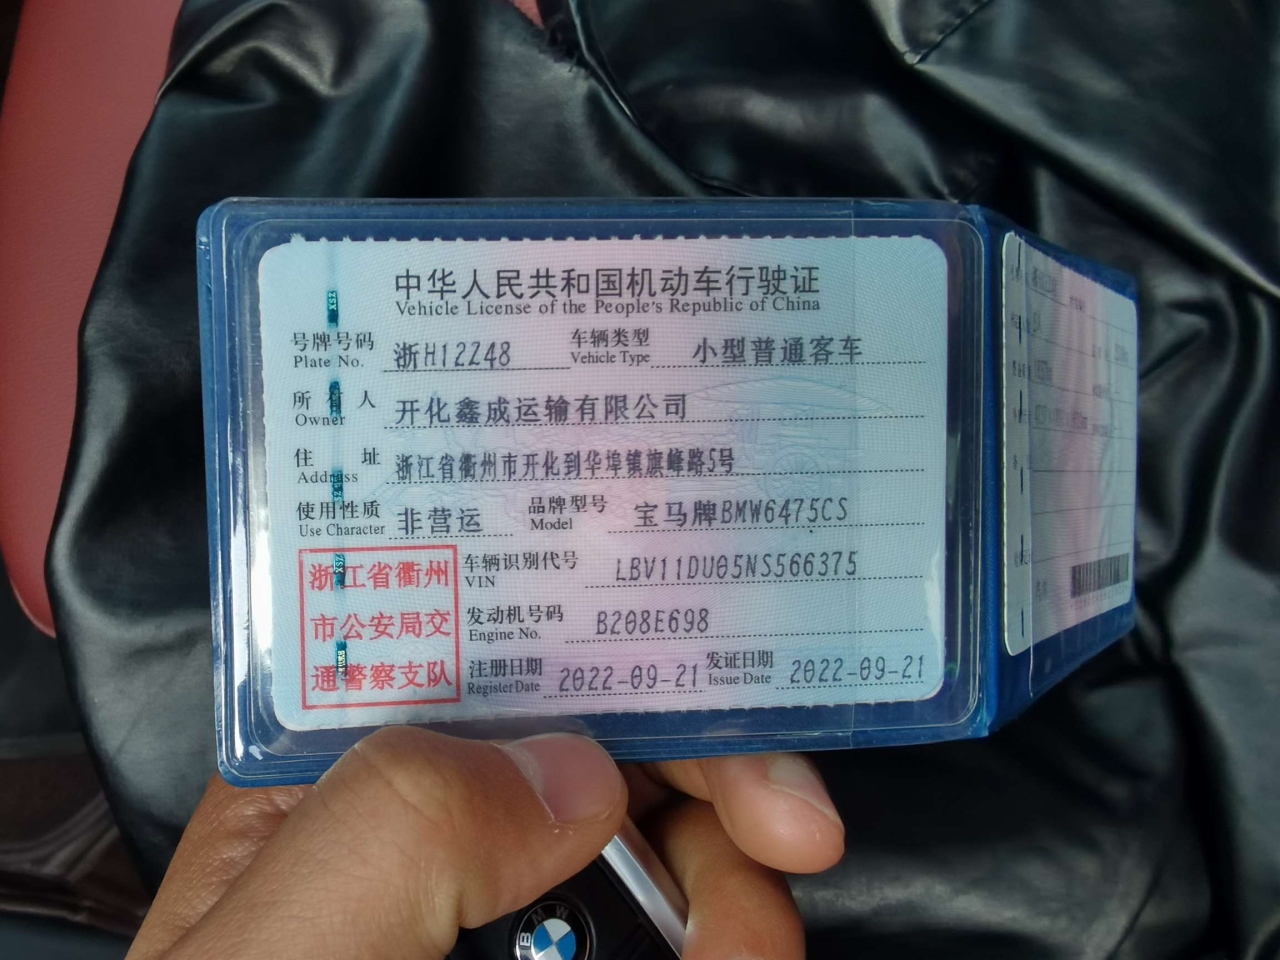 中华人民共和国机动车行驶证
Vehicle License of the People's Republic of China
号牌号码 浙H12Z48 车辆类型 小型普通客车
Plate No. Vehicle Type
所有人 开化鑫成运输有限公司
Owner
住址 浙江省衢州市开化到华埠镇旗峰路5号
Address
使用性质 非营运 品牌型号 宝马牌BMW6475CS
Use Character Model
浙江省衢州
市公安局交
通警察支队
车辆识别代号 LBV11DU05NS566375
VIN
发动机号码 B208E698
Engine No.
注册日期 2022-09-21 发证日期 2022-09-21
Register Date Issue Date
BMW